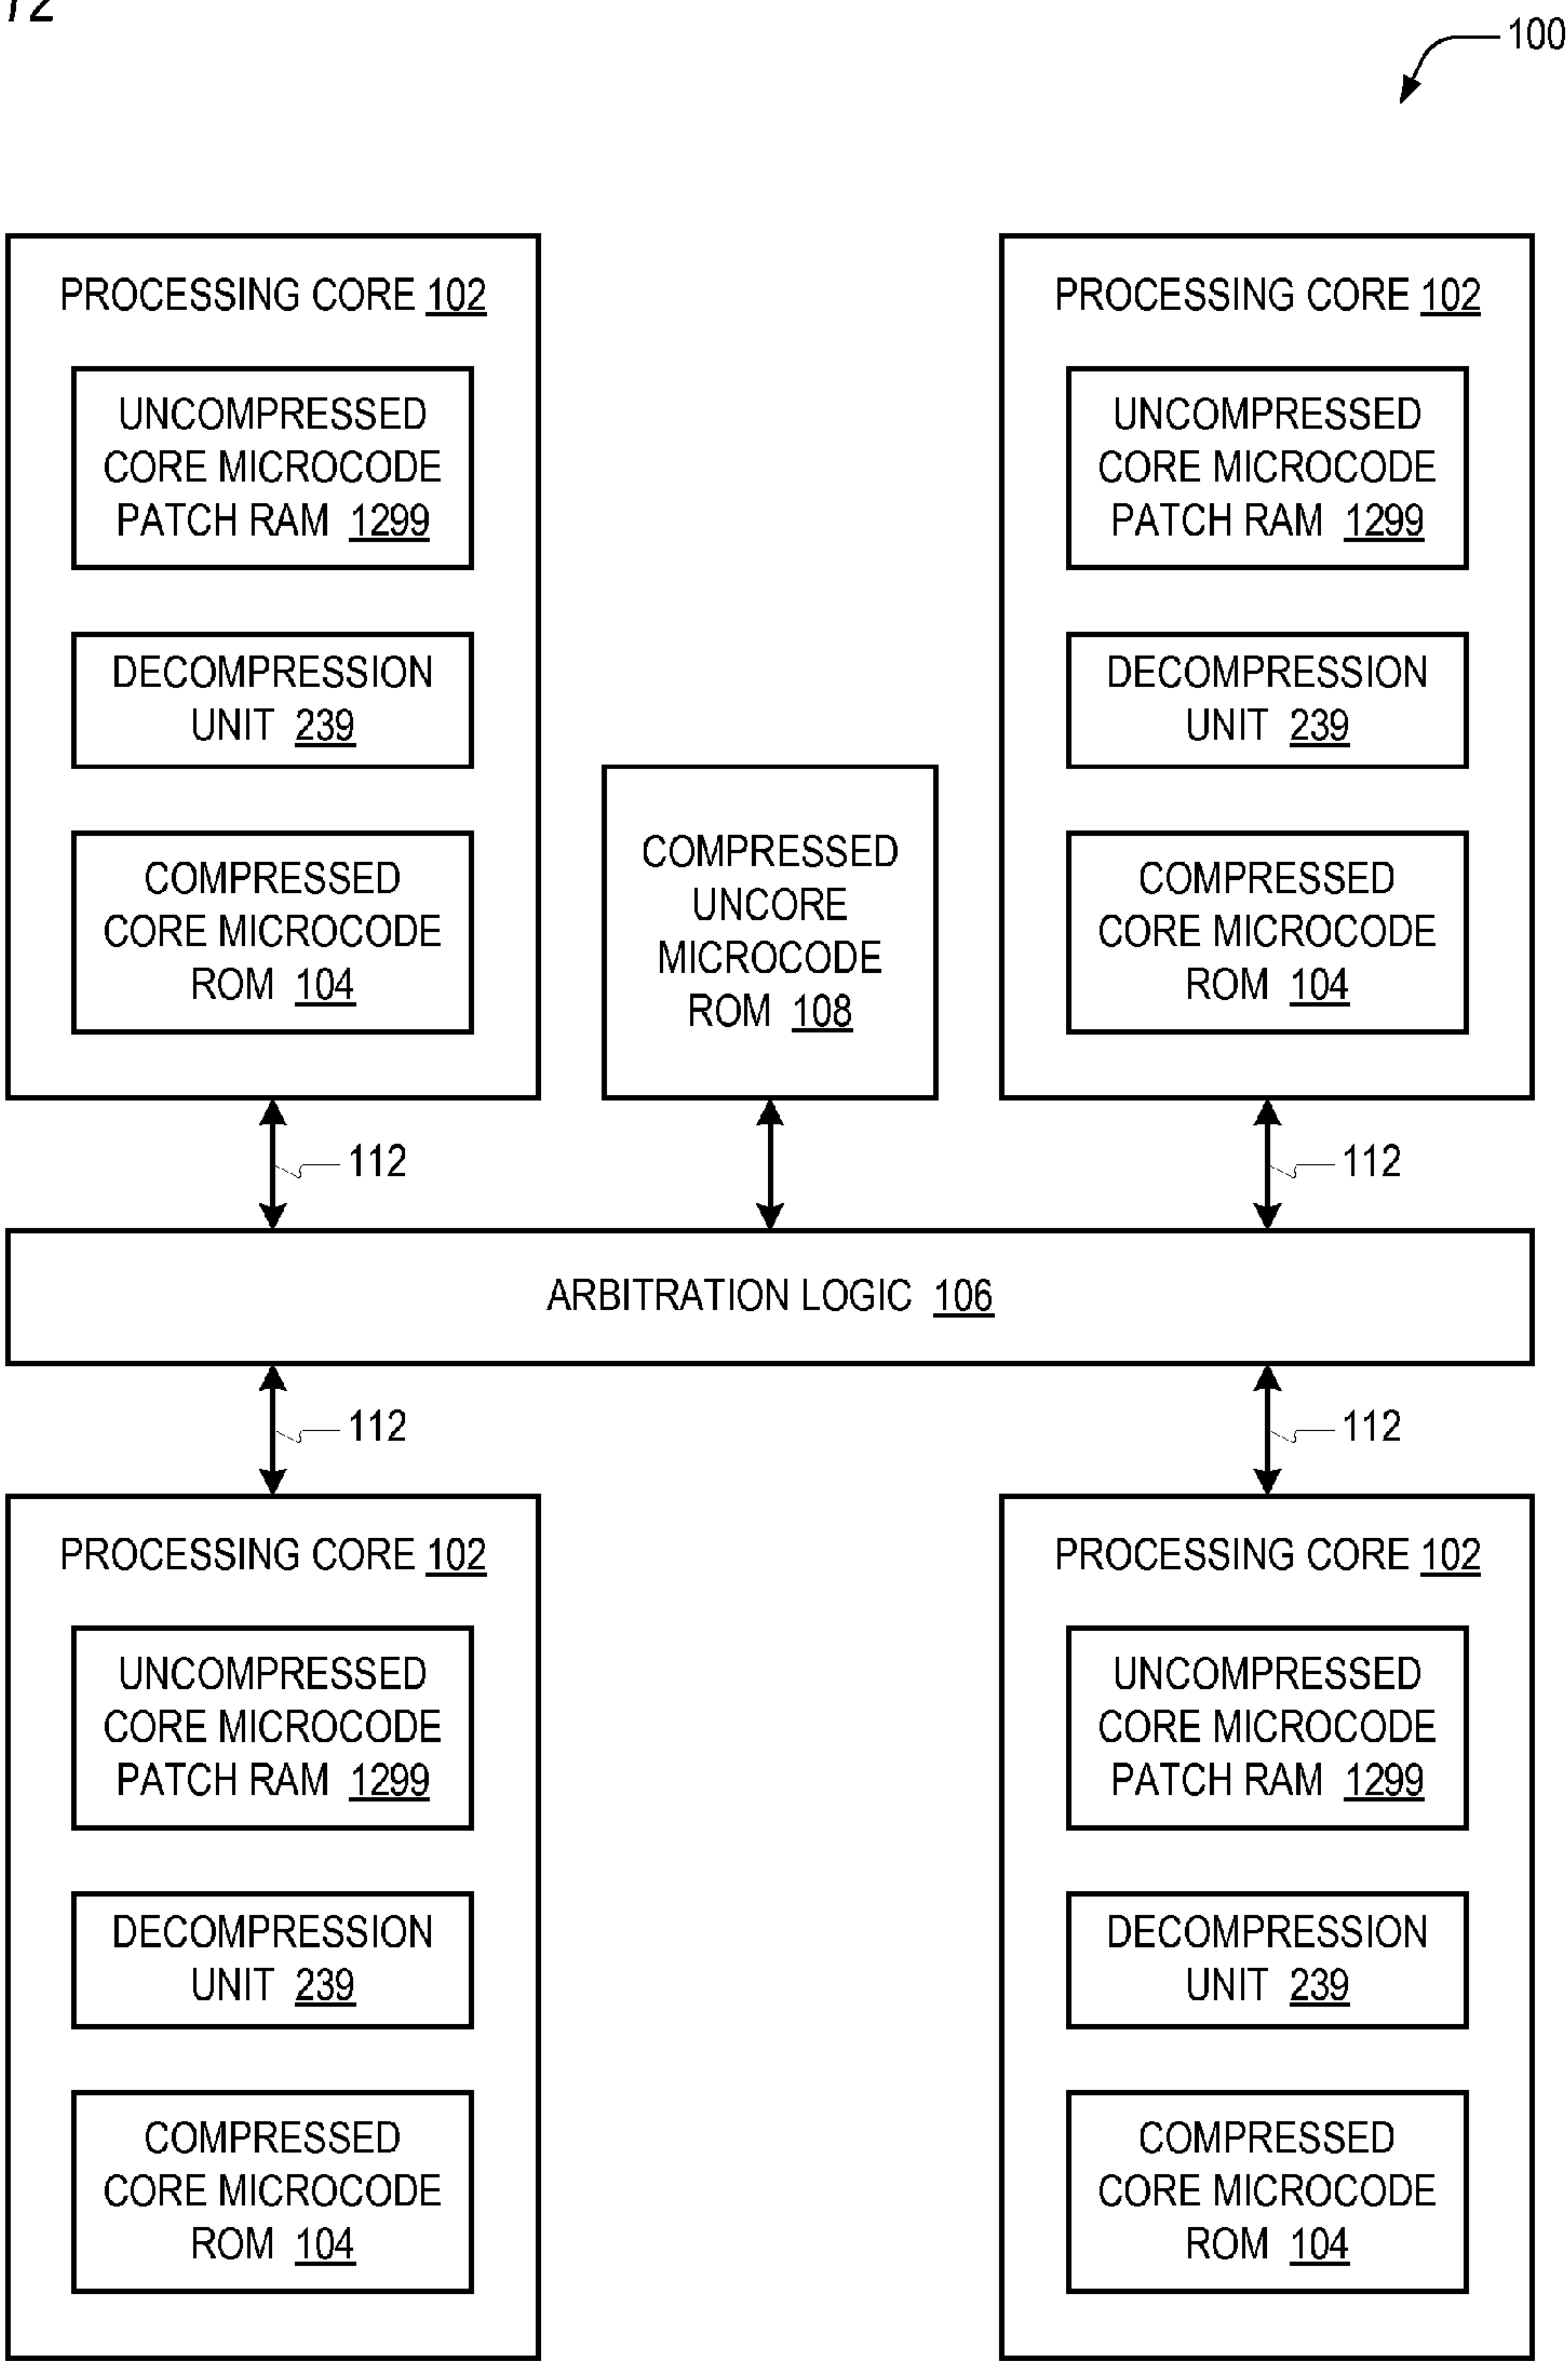 12
100
PROCESSING CORE 102
UNCOMPRESSED
CORE MICROCODE
PATCH RAM 1299
DECOMPRESSION
UNIT 239
COMPRESSED
CORE MICROCODE
ROM 104
COMPRESSED
UNCORE
MICROCODE
ROM 108
PROCESSING CORE 102
UNCOMPRESSED
CORE MICROCODE
PATCH RAM 1299
DECOMPRESSION
UNIT 239
COMPRESSED
CORE MICROCODE
ROM 104
112
112
ARBITRATION LOGIC 106
112
112
PROCESSING CORE 102
UNCOMPRESSED
CORE MICROCODE
PATCH RAM 1299
DECOMPRESSION
UNIT 239
COMPRESSED
CORE MICROCODE
ROM 104
PROCESSING CORE 102
UNCOMPRESSED
CORE MICROCODE
PATCH RAM 1299
DECOMPRESSION
UNIT 239
COMPRESSED
CORE MICROCODE
ROM 104